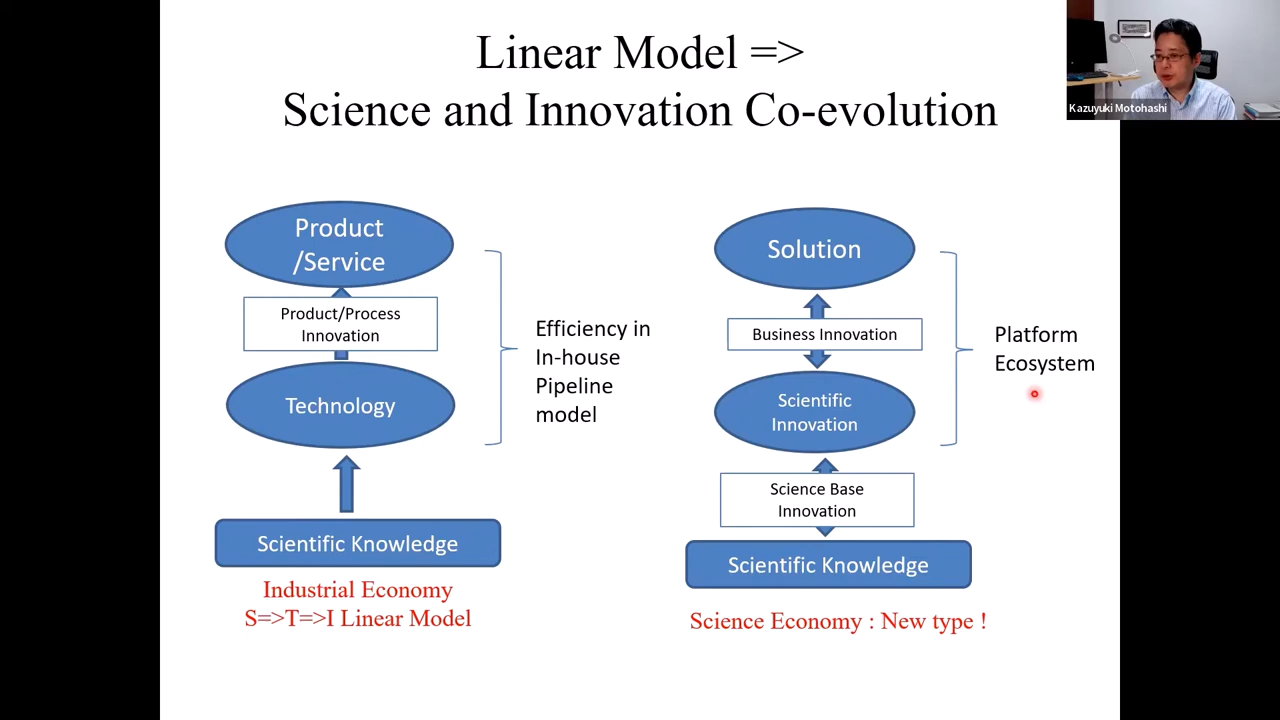 Linear Model =>
Science and Innovation Co-evolution
Kazuyuki Motohashi
Product
/Service
Product/Process
Innovation
Technology
Scientific Knowledge
Industrial Economy
S=>T=>I Linear Model
Efficiency in
In-house
Pipeline
model
Solution
Business Innovation
Scientific
Innovation
Science Base
Innovation
Scientific Knowledge
Science Economy : New type !
Platform
Ecosystem